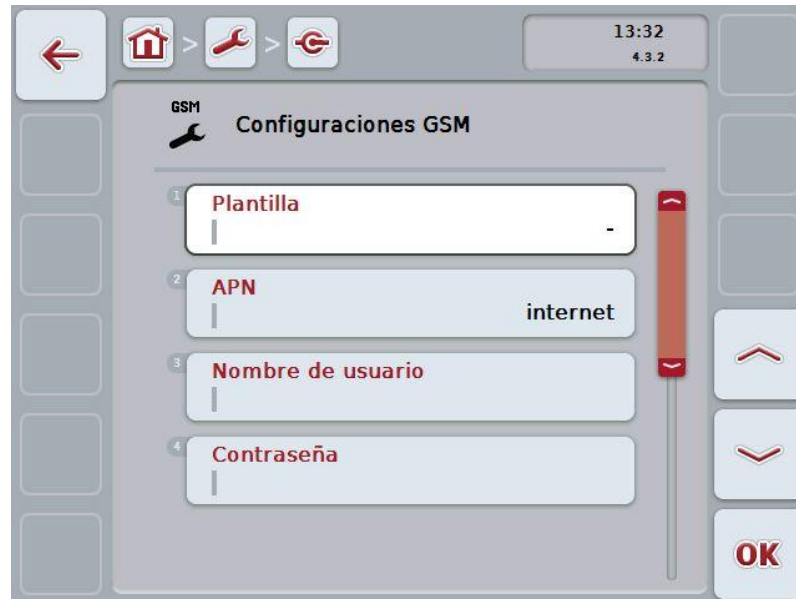 13:32
4.3.2
GSM
Configuraciones GSM
1
Plantilla
-
2
APN
internet
3
Nombre de usuario
4
Contraseña
OK